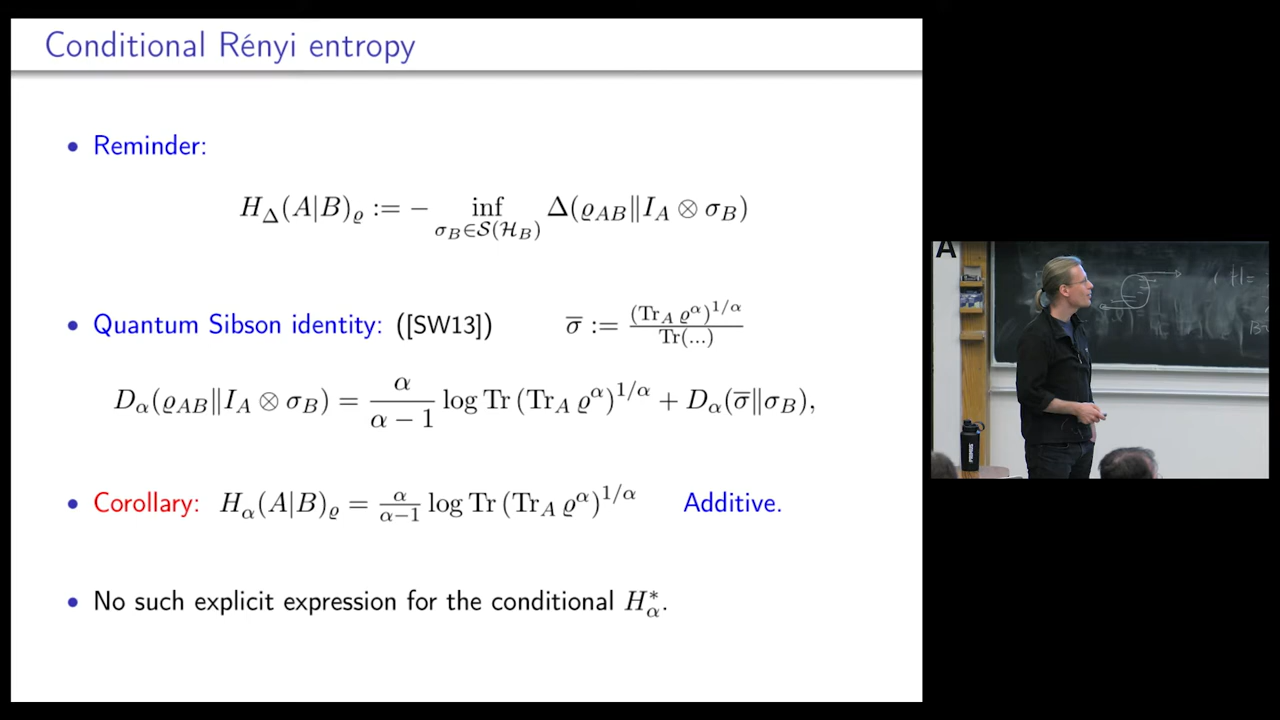 Conditional Rényi entropy
• Reminder:
H_Δ(A|B)_ϱ := − inf_{σ_B∈𝒮(ℋ_B)} Δ(ϱ_{AB}‖I_A ⊗ σ_B)
• Quantum Sibson identity: ([SW13]) σ̅ := (Tr_A ϱ^α)^{1/α} / Tr(...)
D_α(ϱ_{AB}‖I_A ⊗ σ_B) = α/(α − 1) log Tr (Tr_A ϱ^α)^{1/α} + D_α(σ̅‖σ_B),
• Corollary: H_α(A|B)_ϱ = α/(α−1) log Tr (Tr_A ϱ^α)^{1/α} Additive.
• No such explicit expression for the conditional H*_α.
A